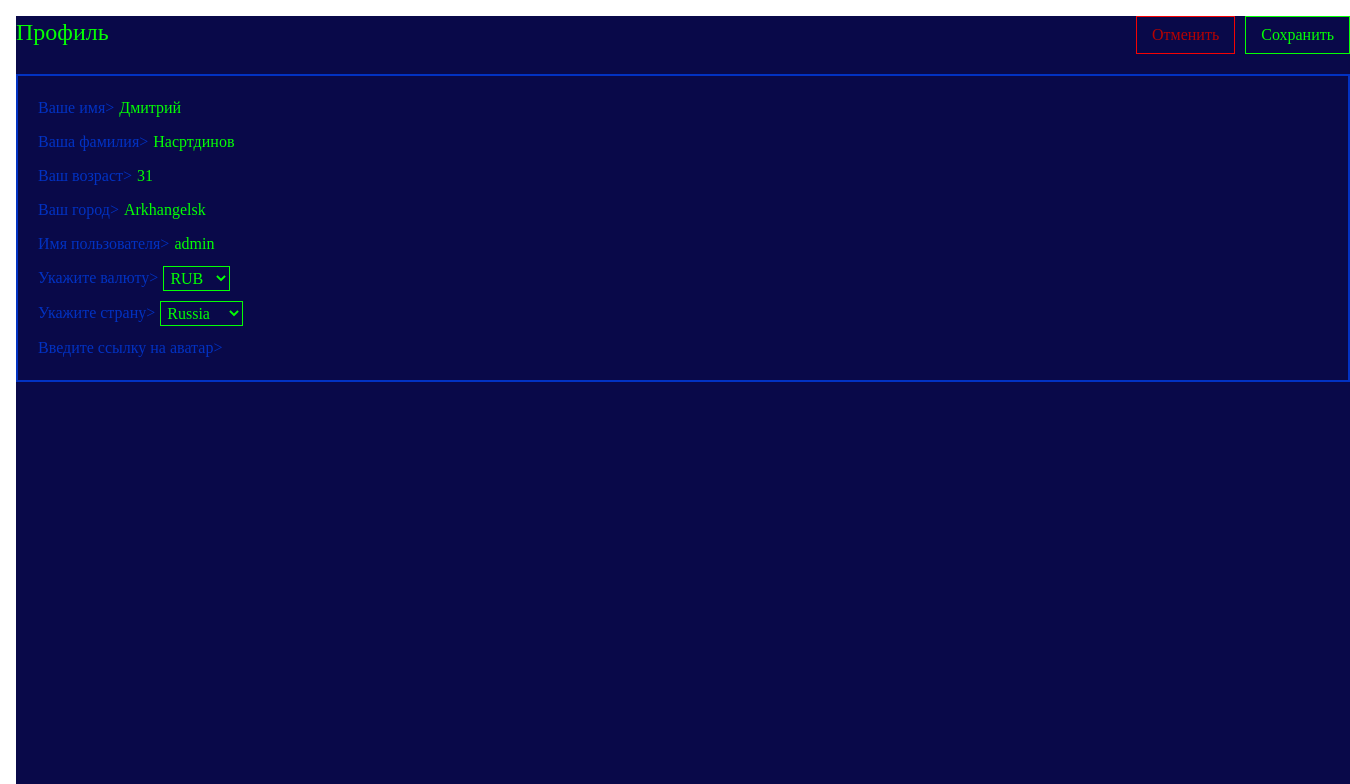 Профиль
Отменить
Сохранить
Ваше имя> Дмитрий
Ваша фамилия> Насртдинов
Ваш возраст> 31
Ваш город> Arkhangelsk
Имя пользователя> admin
Укажите валюту> RUB
Укажите страну> Russia
Введите ссылку на аватар>